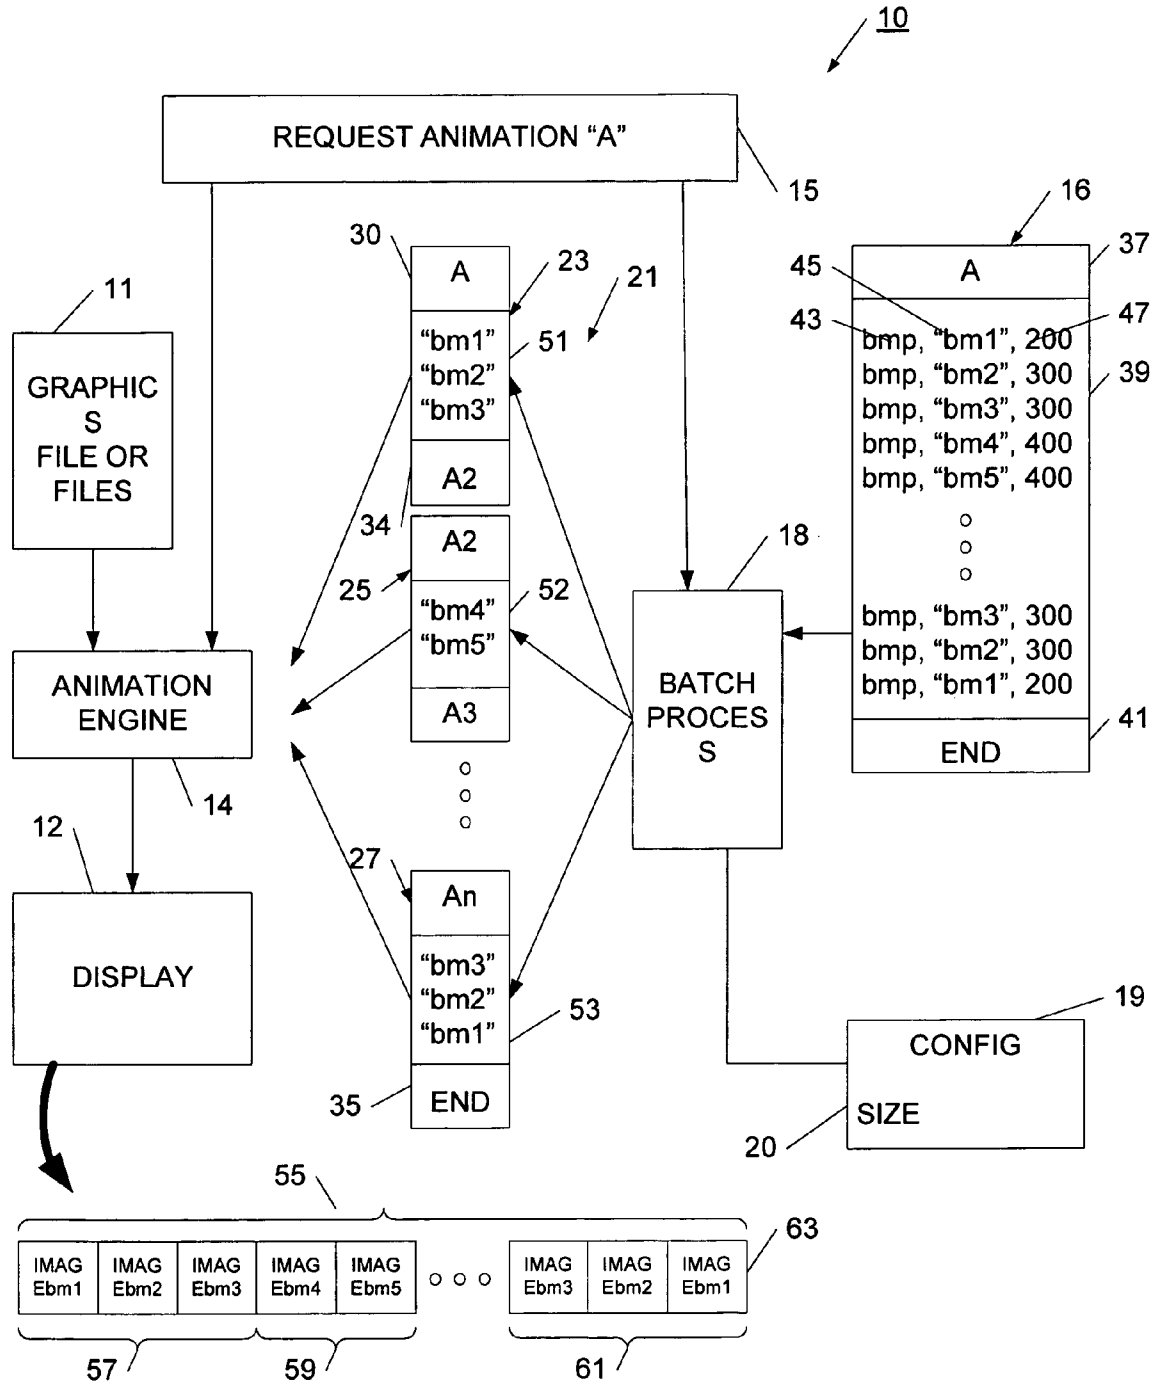 10
REQUEST ANIMATION “A”
15
16
30
A
23
21
37
A
45
11
43
47
bmp, “bm1”, 200
bmp, “bm2”, 300
bmp, “bm3”, 300
bmp, “bm4”, 400
bmp, “bm5”, 400
39
“bm1”
“bm2”
“bm3”
51
GRAPHIC
S
FILE OR
FILES
A2
34
A2
18
25
“bm4”
“bm5”
52
bmp, “bm3”, 300
bmp, “bm2”, 300
bmp, “bm1”, 200
ANIMATION
ENGINE
BATCH
PROCES
S
A3
41
END
14
12
27
An
DISPLAY
“bm3”
“bm2”
“bm1”
53
19
CONFIG
35
END
SIZE
20
55
63
IMAG
Ebm1
IMAG
Ebm2
IMAG
Ebm3
IMAG
Ebm4
IMAG
Ebm5
IMAG
Ebm3
IMAG
Ebm2
IMAG
Ebm1
57
59
61